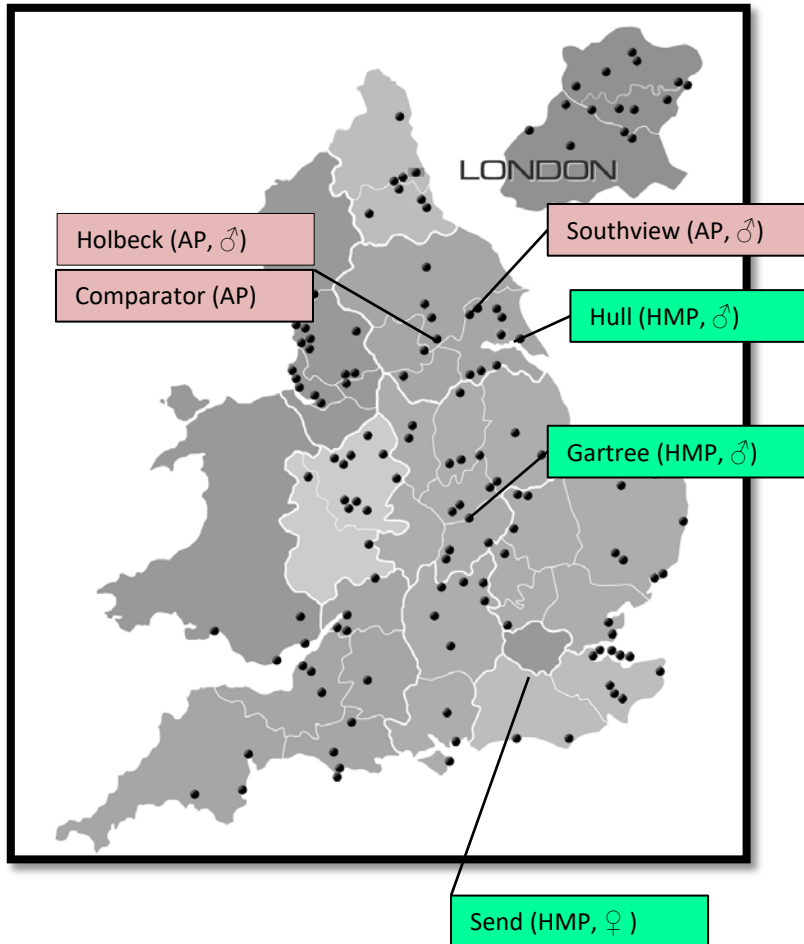 LONDON
Holbeck (AP, ♂)
Southview (AP, ♂)
Comparator (AP)
Hull (HMP, ♂)
Gartree (HMP, ♂)
Send (HMP, ♀ )